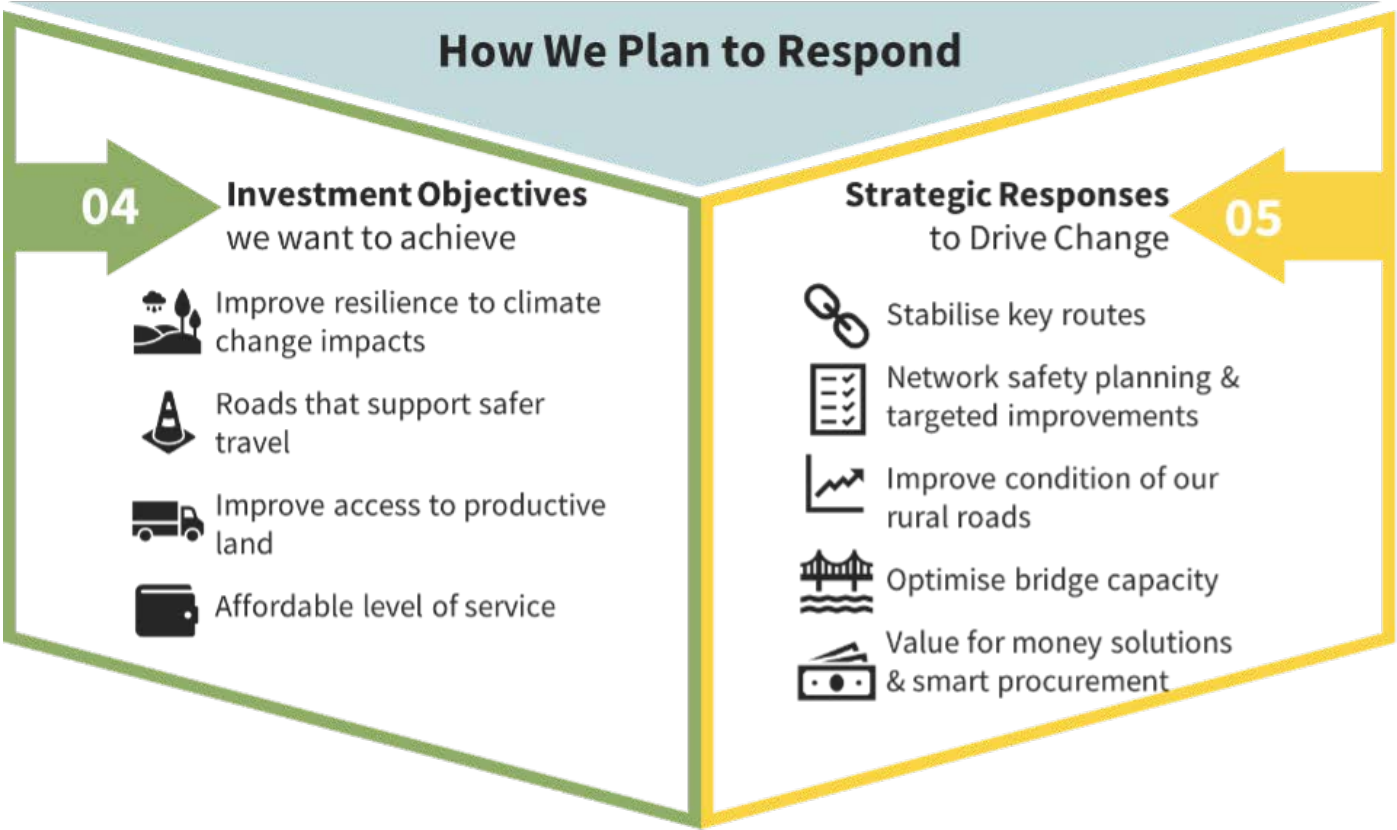 How We Plan to Respond
04
Investment Objectives
we want to achieve
Improve resilience to climate
change impacts
Roads that support safer
travel
Improve access to productive
land
Affordable level of service
Strategic Responses
to Drive Change
05
Stabilise key routes
Network safety planning &
targeted improvements
Improve condition of our
rural roads
Optimise bridge capacity
Value for money solutions
& smart procurement